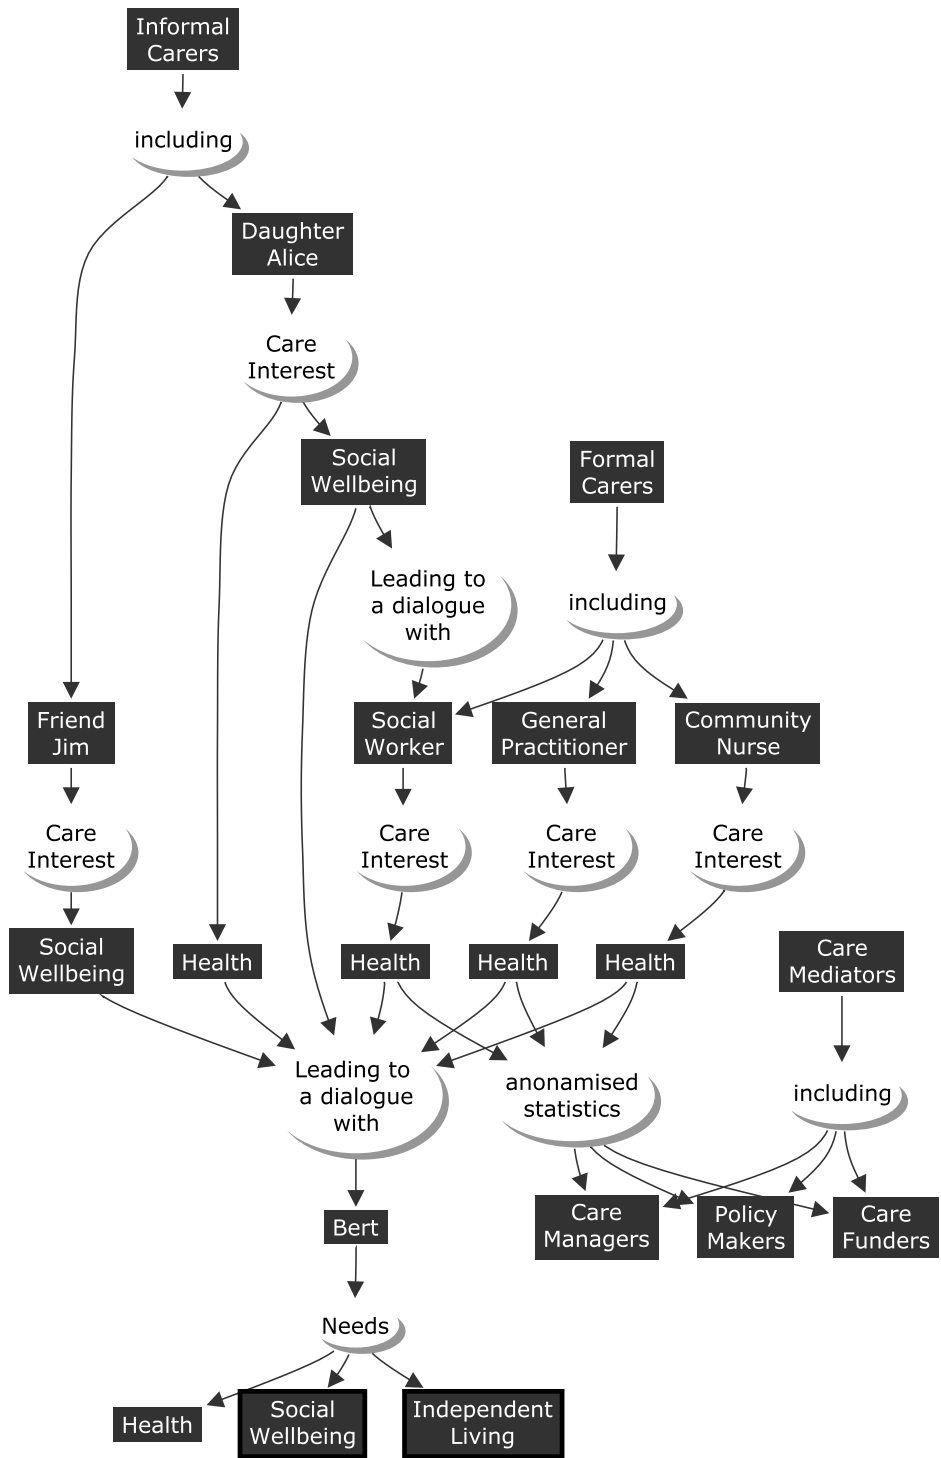 Informal
Carers
including
Daughter
Alice
Care
Interest
Social
Wellbeing
Formal
Carers
Leading to
a dialogue
with
including
Friend
Jim
Social
Worker
General
Practitioner
Community
Nurse
Care
Interest
Care
Interest
Care
Interest
Care
Interest
Social
Wellbeing
Health
Health
Health
Health
Care
Mediators
Leading to
a dialogue
with
anonamised
statistics
including
Bert
Care
Managers
Policy
Makers
Care
Funders
Needs
Health
Social
Wellbeing
Independent
Living